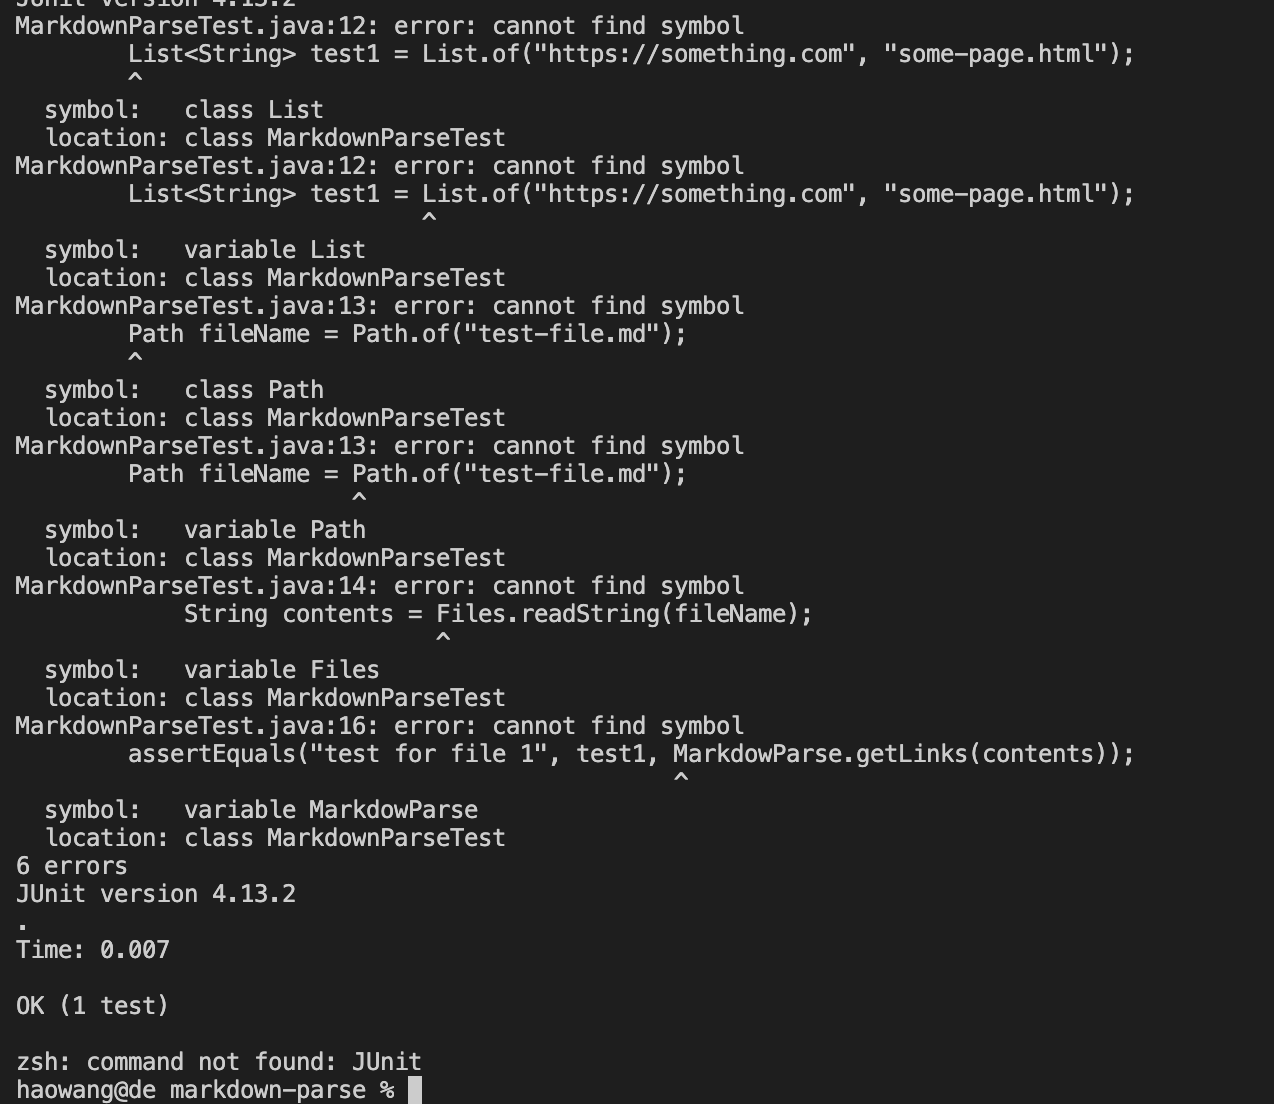 JUnit version 4.13.2
MarkdownParseTest.java:12: error: cannot find symbol
        List<String> test1 = List.of("https://something.com", "some-page.html");
        ^
  symbol:   class List
  location: class MarkdownParseTest
MarkdownParseTest.java:12: error: cannot find symbol
        List<String> test1 = List.of("https://something.com", "some-page.html");
                             ^
  symbol:   variable List
  location: class MarkdownParseTest
MarkdownParseTest.java:13: error: cannot find symbol
        Path fileName = Path.of("test-file.md");
        ^
  symbol:   class Path
  location: class MarkdownParseTest
MarkdownParseTest.java:13: error: cannot find symbol
        Path fileName = Path.of("test-file.md");
                        ^
  symbol:   variable Path
  location: class MarkdownParseTest
MarkdownParseTest.java:14: error: cannot find symbol
            String contents = Files.readString(fileName);
                              ^
  symbol:   variable Files
  location: class MarkdownParseTest
MarkdownParseTest.java:16: error: cannot find symbol
        assertEquals("test for file 1", test1, MarkdowParse.getLinks(contents));
                                               ^
  symbol:   variable MarkdowParse
  location: class MarkdownParseTest
6 errors
JUnit version 4.13.2
.
Time: 0.007

OK (1 test)

zsh: command not found: JUnit
haowang@de markdown-parse %